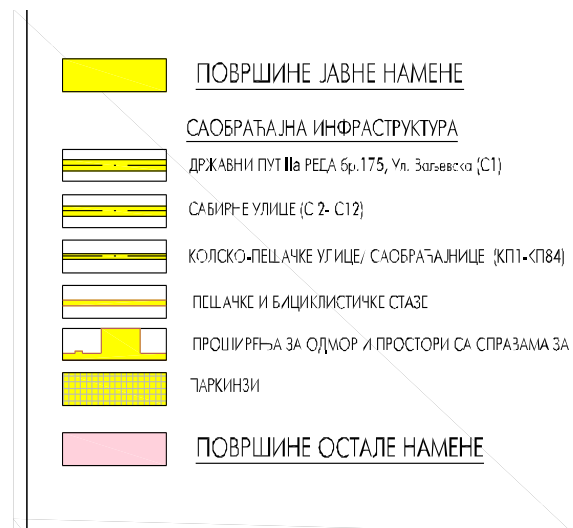 ПОВРШИНЕ ЈАВНЕ НАМЕНЕ
САОБРАЋАЈНА ИНФРАСТРУКТУРА
ДРЖАВНИ ПУТ IIа РЕДА бр.175, Ул. Ваљевска (С1)
САБИРНЕ УЛИЦЕ (С 2- С12)
КОЛСКО-ПЕШАЧКЕ УЛИЦЕ/ САОБРАЋАЈНИЦЕ (КП1-КП84)
ПЕШАЧКЕ И БИЦИКЛИСТИЧКЕ СТАЗЕ
ПРОШИРЕЊА ЗА ОДМОР И ПРОСТОРИ СА СПРАВАМА ЗА
ПАРКИНЗИ
ПОВРШИНЕ ОСТАЛЕ НАМЕНЕ